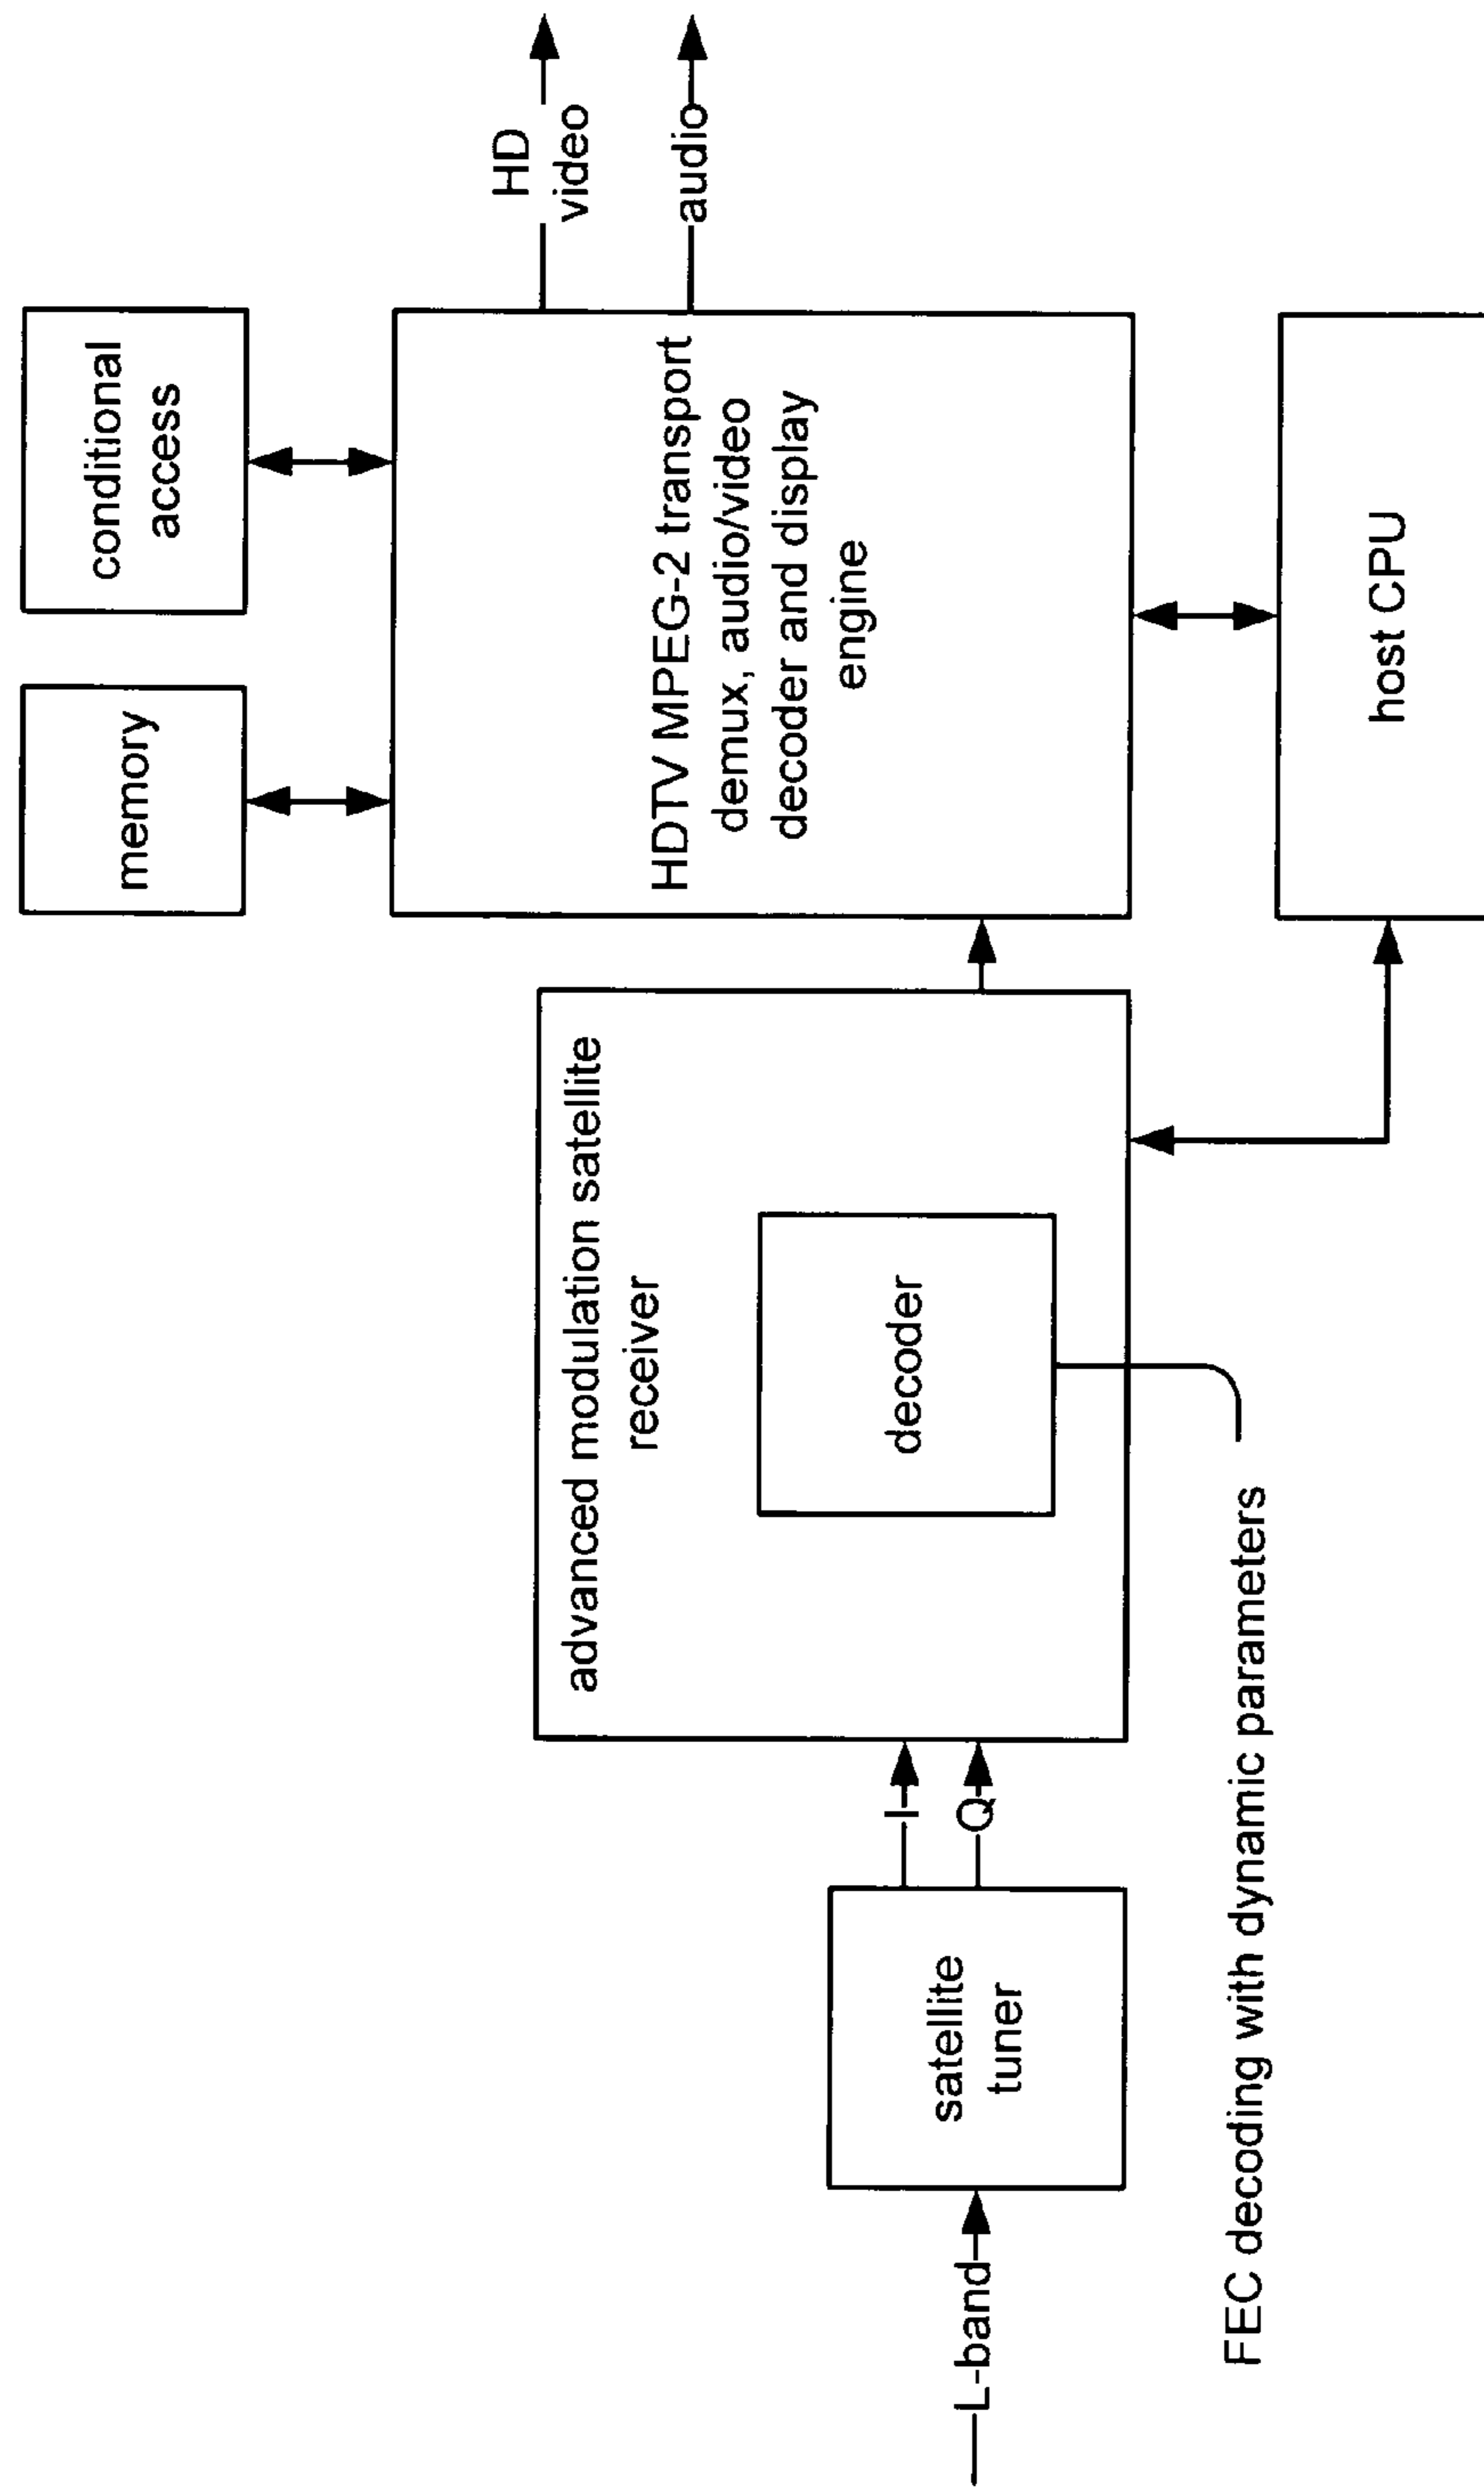 conditional
access
memory
HD
video
audio
HDTV MPEG-2 transport
demux, audio/video
decoder and display
engine
host CPU
advanced modulation satellite
receiver
decoder
I
Q
satellite
tuner
L-band
FEC decoding with dynamic parameters